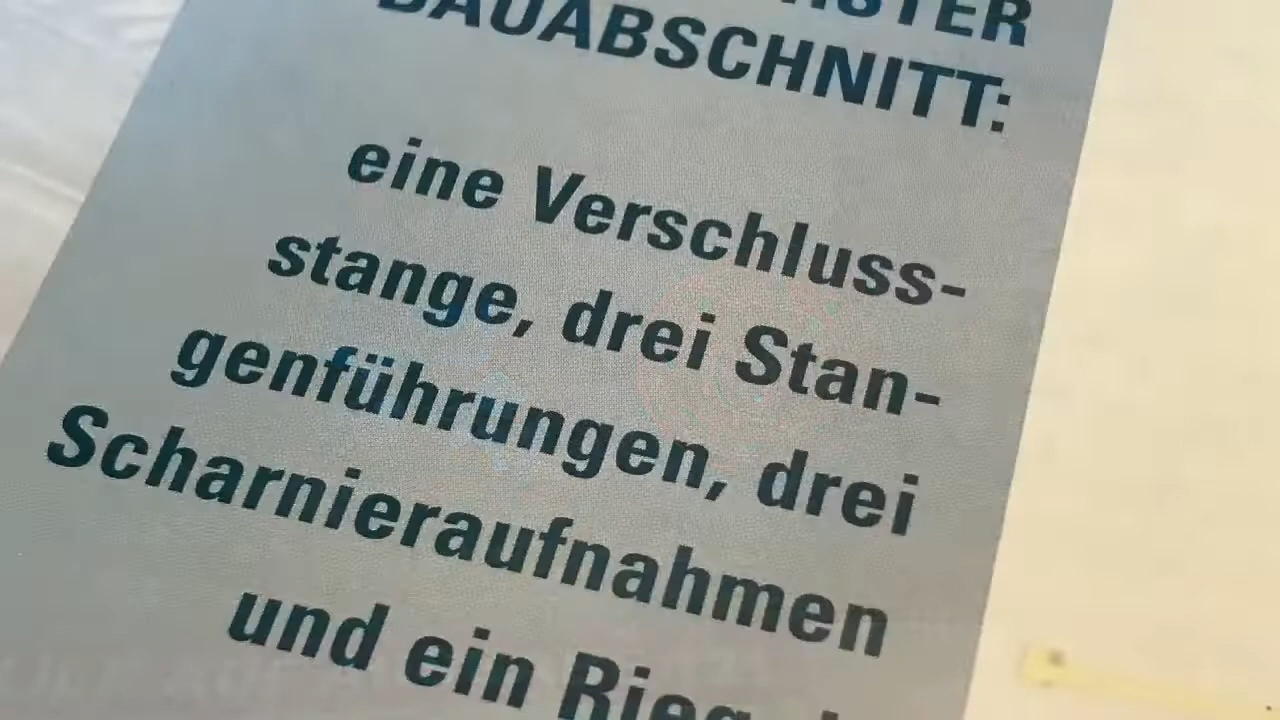 BAUABSCHNITT:
eine Verschluss-
stange, drei Stan-
genführungen, drei
Scharnieraufnahmen
und ein